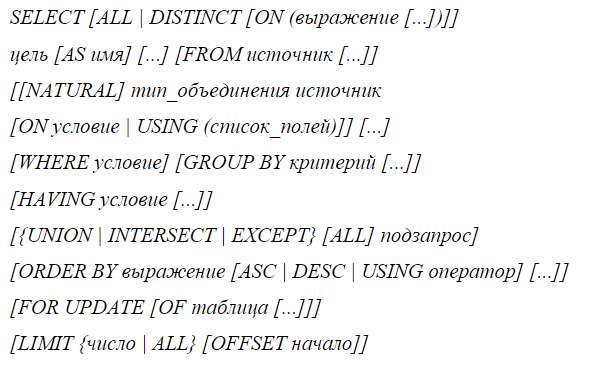 SELECT [ALL | DISTINCT [ON (выражение [...])]]
цель [AS имя] [...] [FROM источник [...]]
[[NATURAL] тип_объединения источник
[ON условие | USING (список_полей)]] [...]
[WHERE условие] [GROUP BY критерий [...]]
[HAVING условие [...]]
[{UNION | INTERSECT | EXCEPT} [ALL] подзапрос]
[ORDER BY выражение [ASC | DESC | USING оператор] [...]]
[FOR UPDATE [OF таблица [...]]]
[LIMIT {число | ALL} [OFFSET начало]]